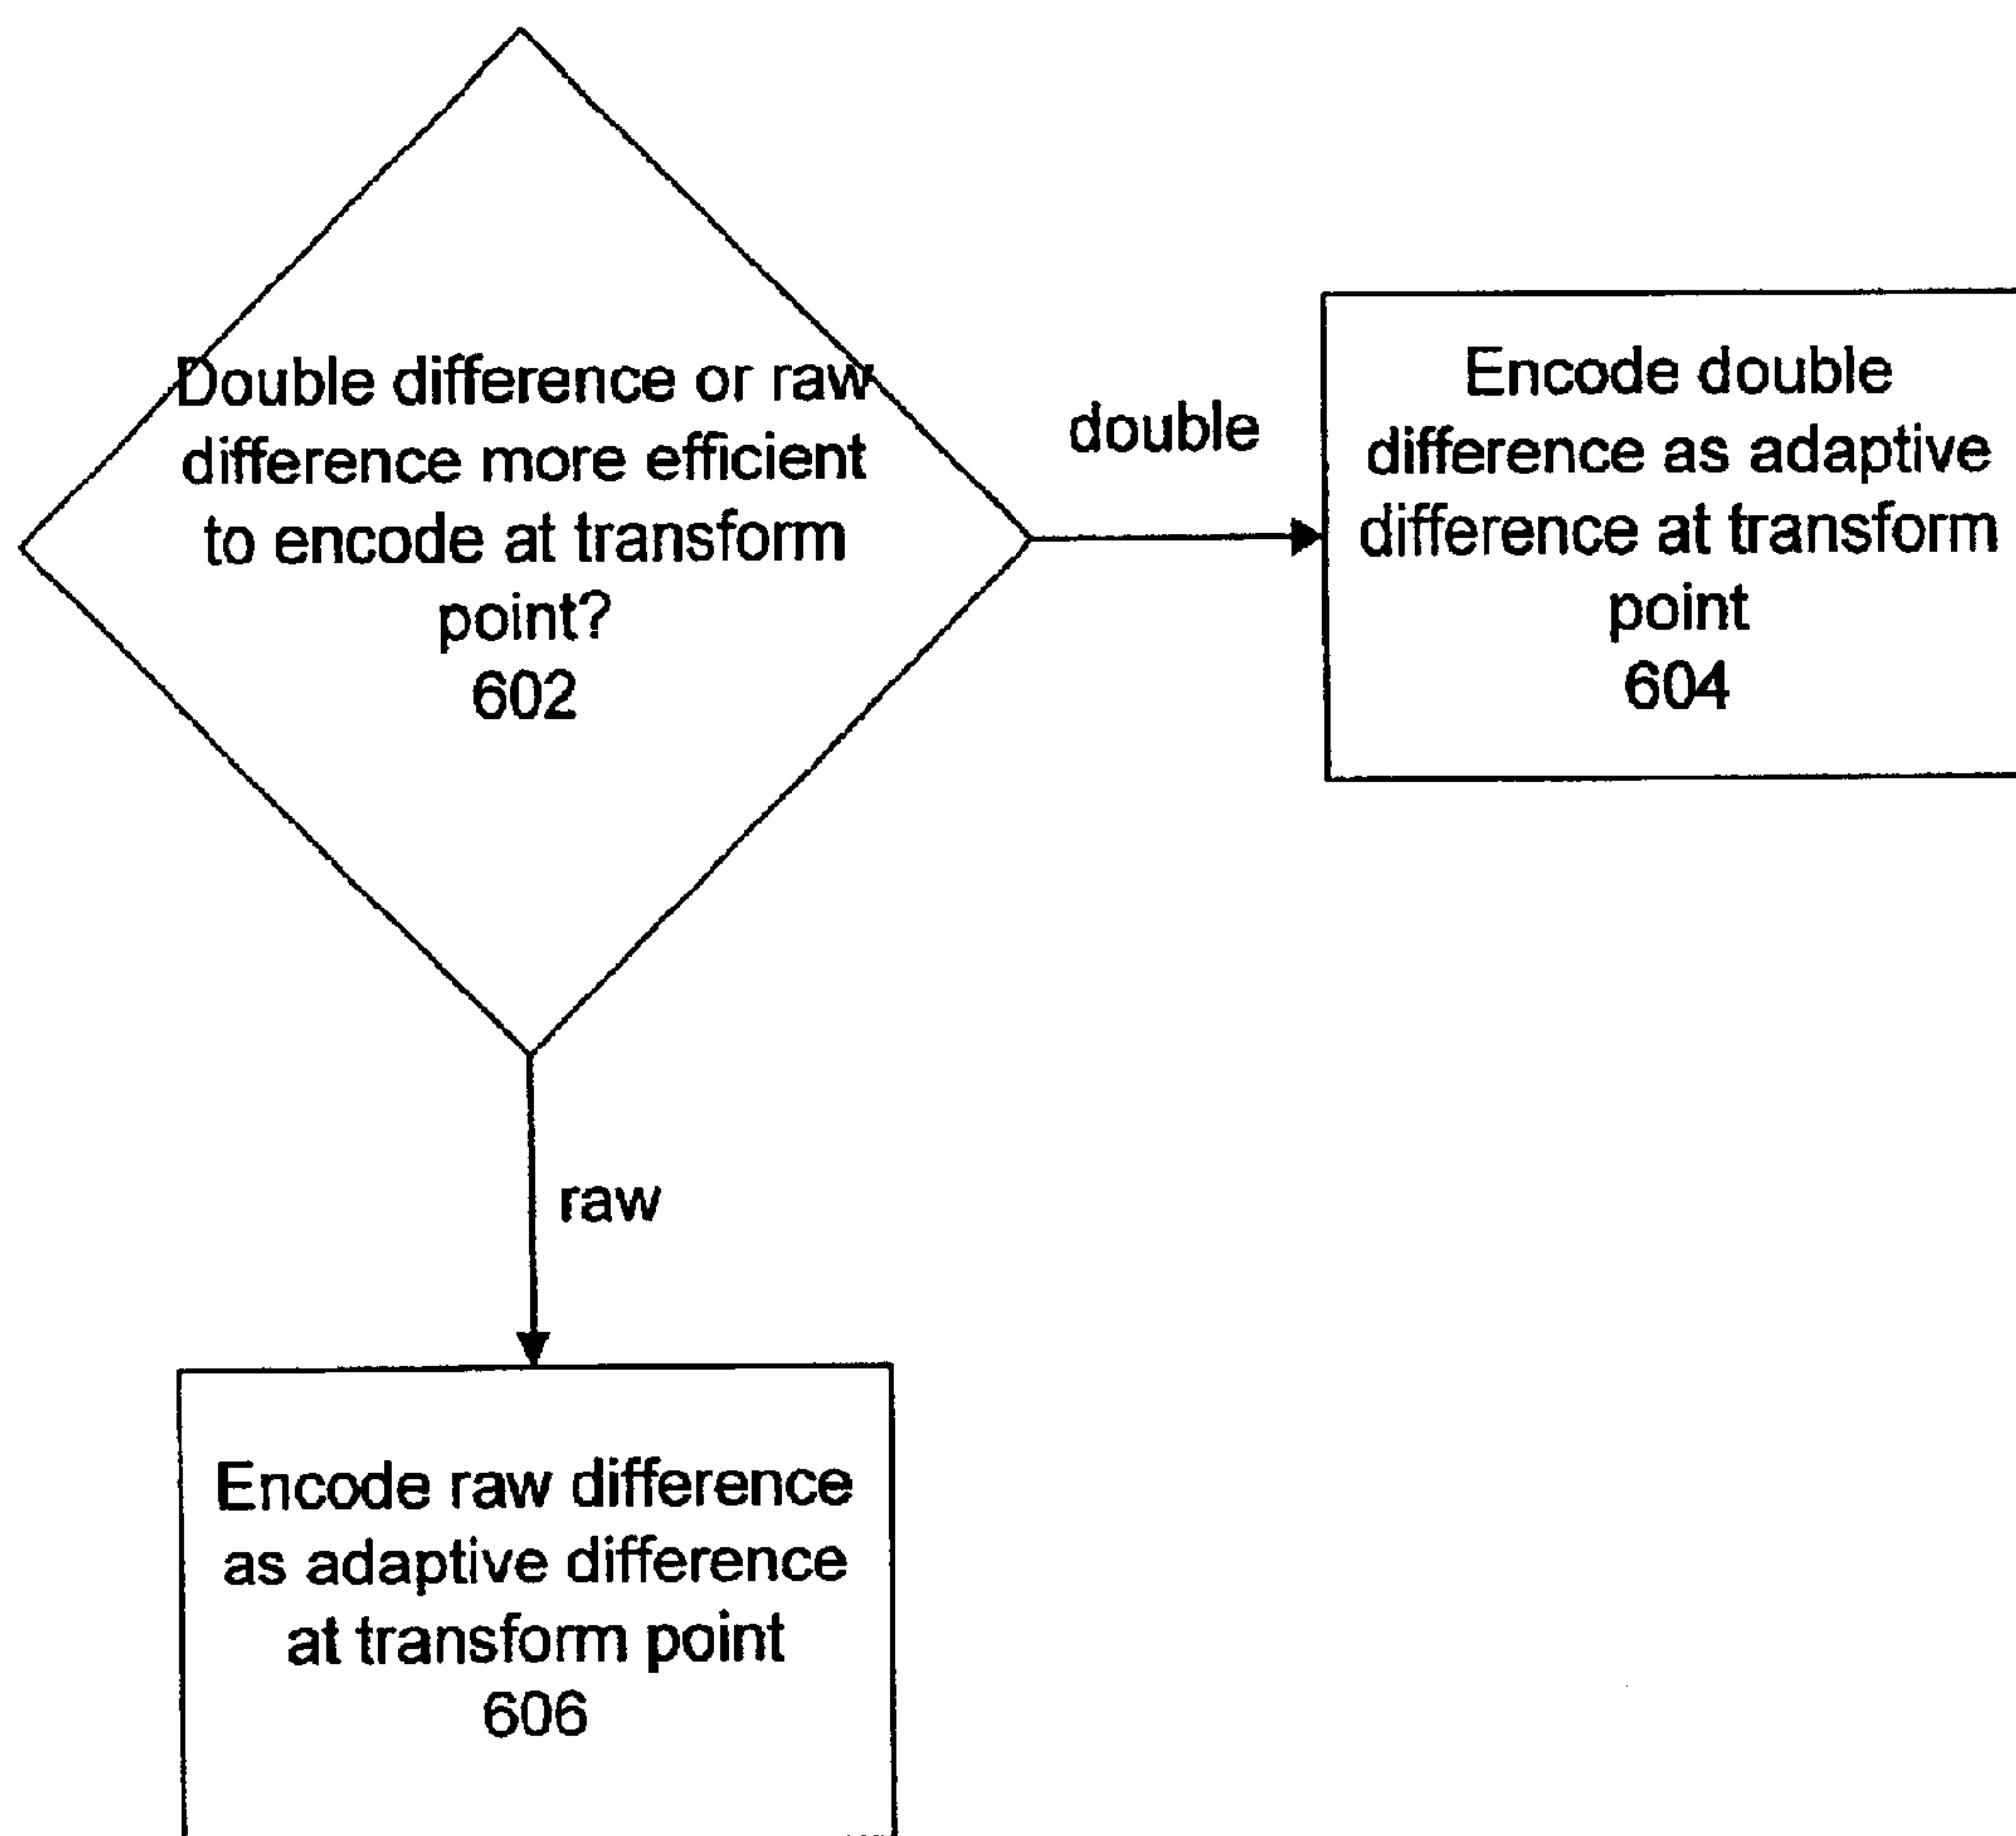 Double difference or raw
difference more efficient
to encode at transform
point?
602
double
Encode double
difference as adaptive
difference at transform
point
604
raw
Encode raw difference
as adaptive difference
at transform point
606